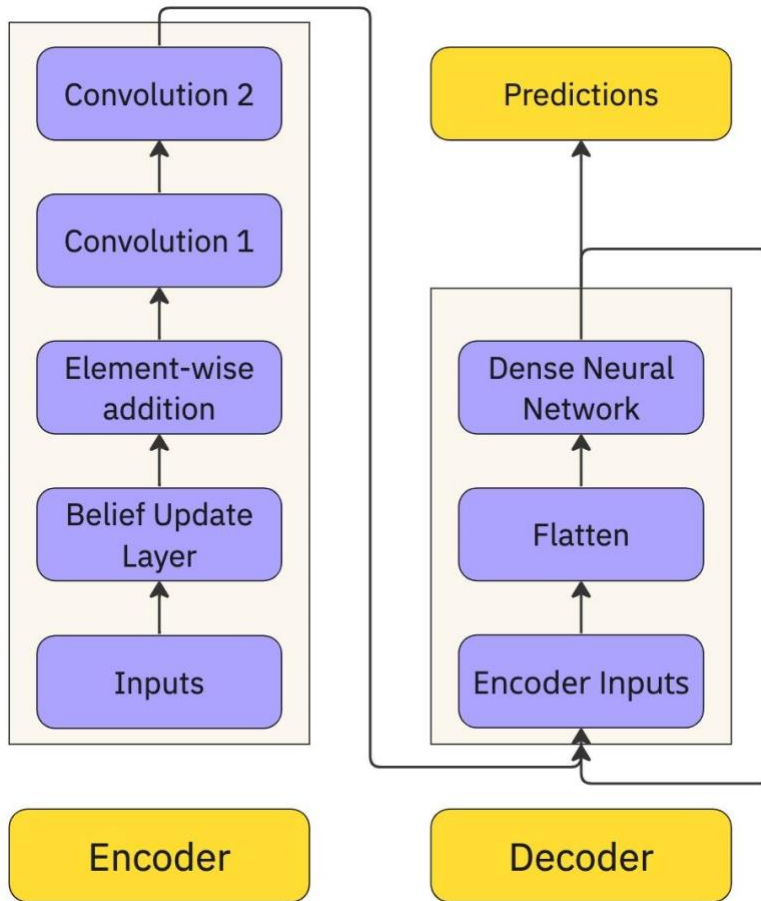 Convolution 2
Convolution 1
Element-wise
addition
Belief Update
Layer
Inputs
Encoder
Predictions
Dense Neural
Network
Flatten
Encoder Inputs
Decoder